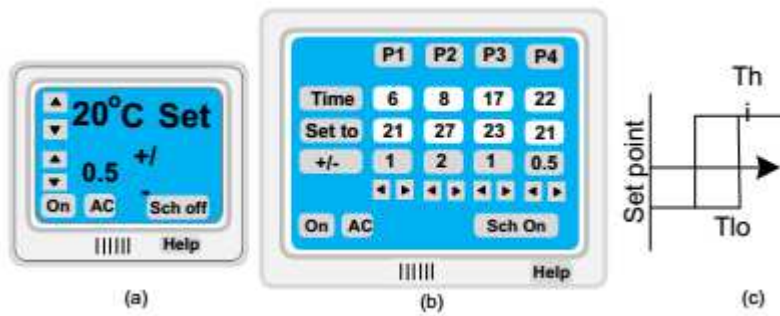 20°C Set
0.5 +/-
On AC Sch off
Help
(a)
P1 P2 P3 P4
Time 6 8 17 22
Set to 21 27 23 21
+/- 1 2 1 0.5
On AC Sch On
Help
(b)
Thi
Set point
Tlo
(c)